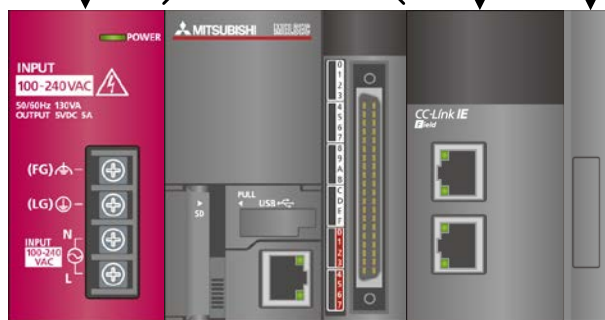 POWER
INPUT
100-240VAC
50/60Hz 130VA
OUTPUT 5VDC 5A
(FG)
(LG)
N
INPUT
100-240
VAC
L
MITSUBISHI
MELSEC
SD
PULL
USB
0
1
2
3
4
5
6
7
8
9
A
B
C
D
E
F
0
1
2
3
4
5
6
7
CC-Link IE
Field